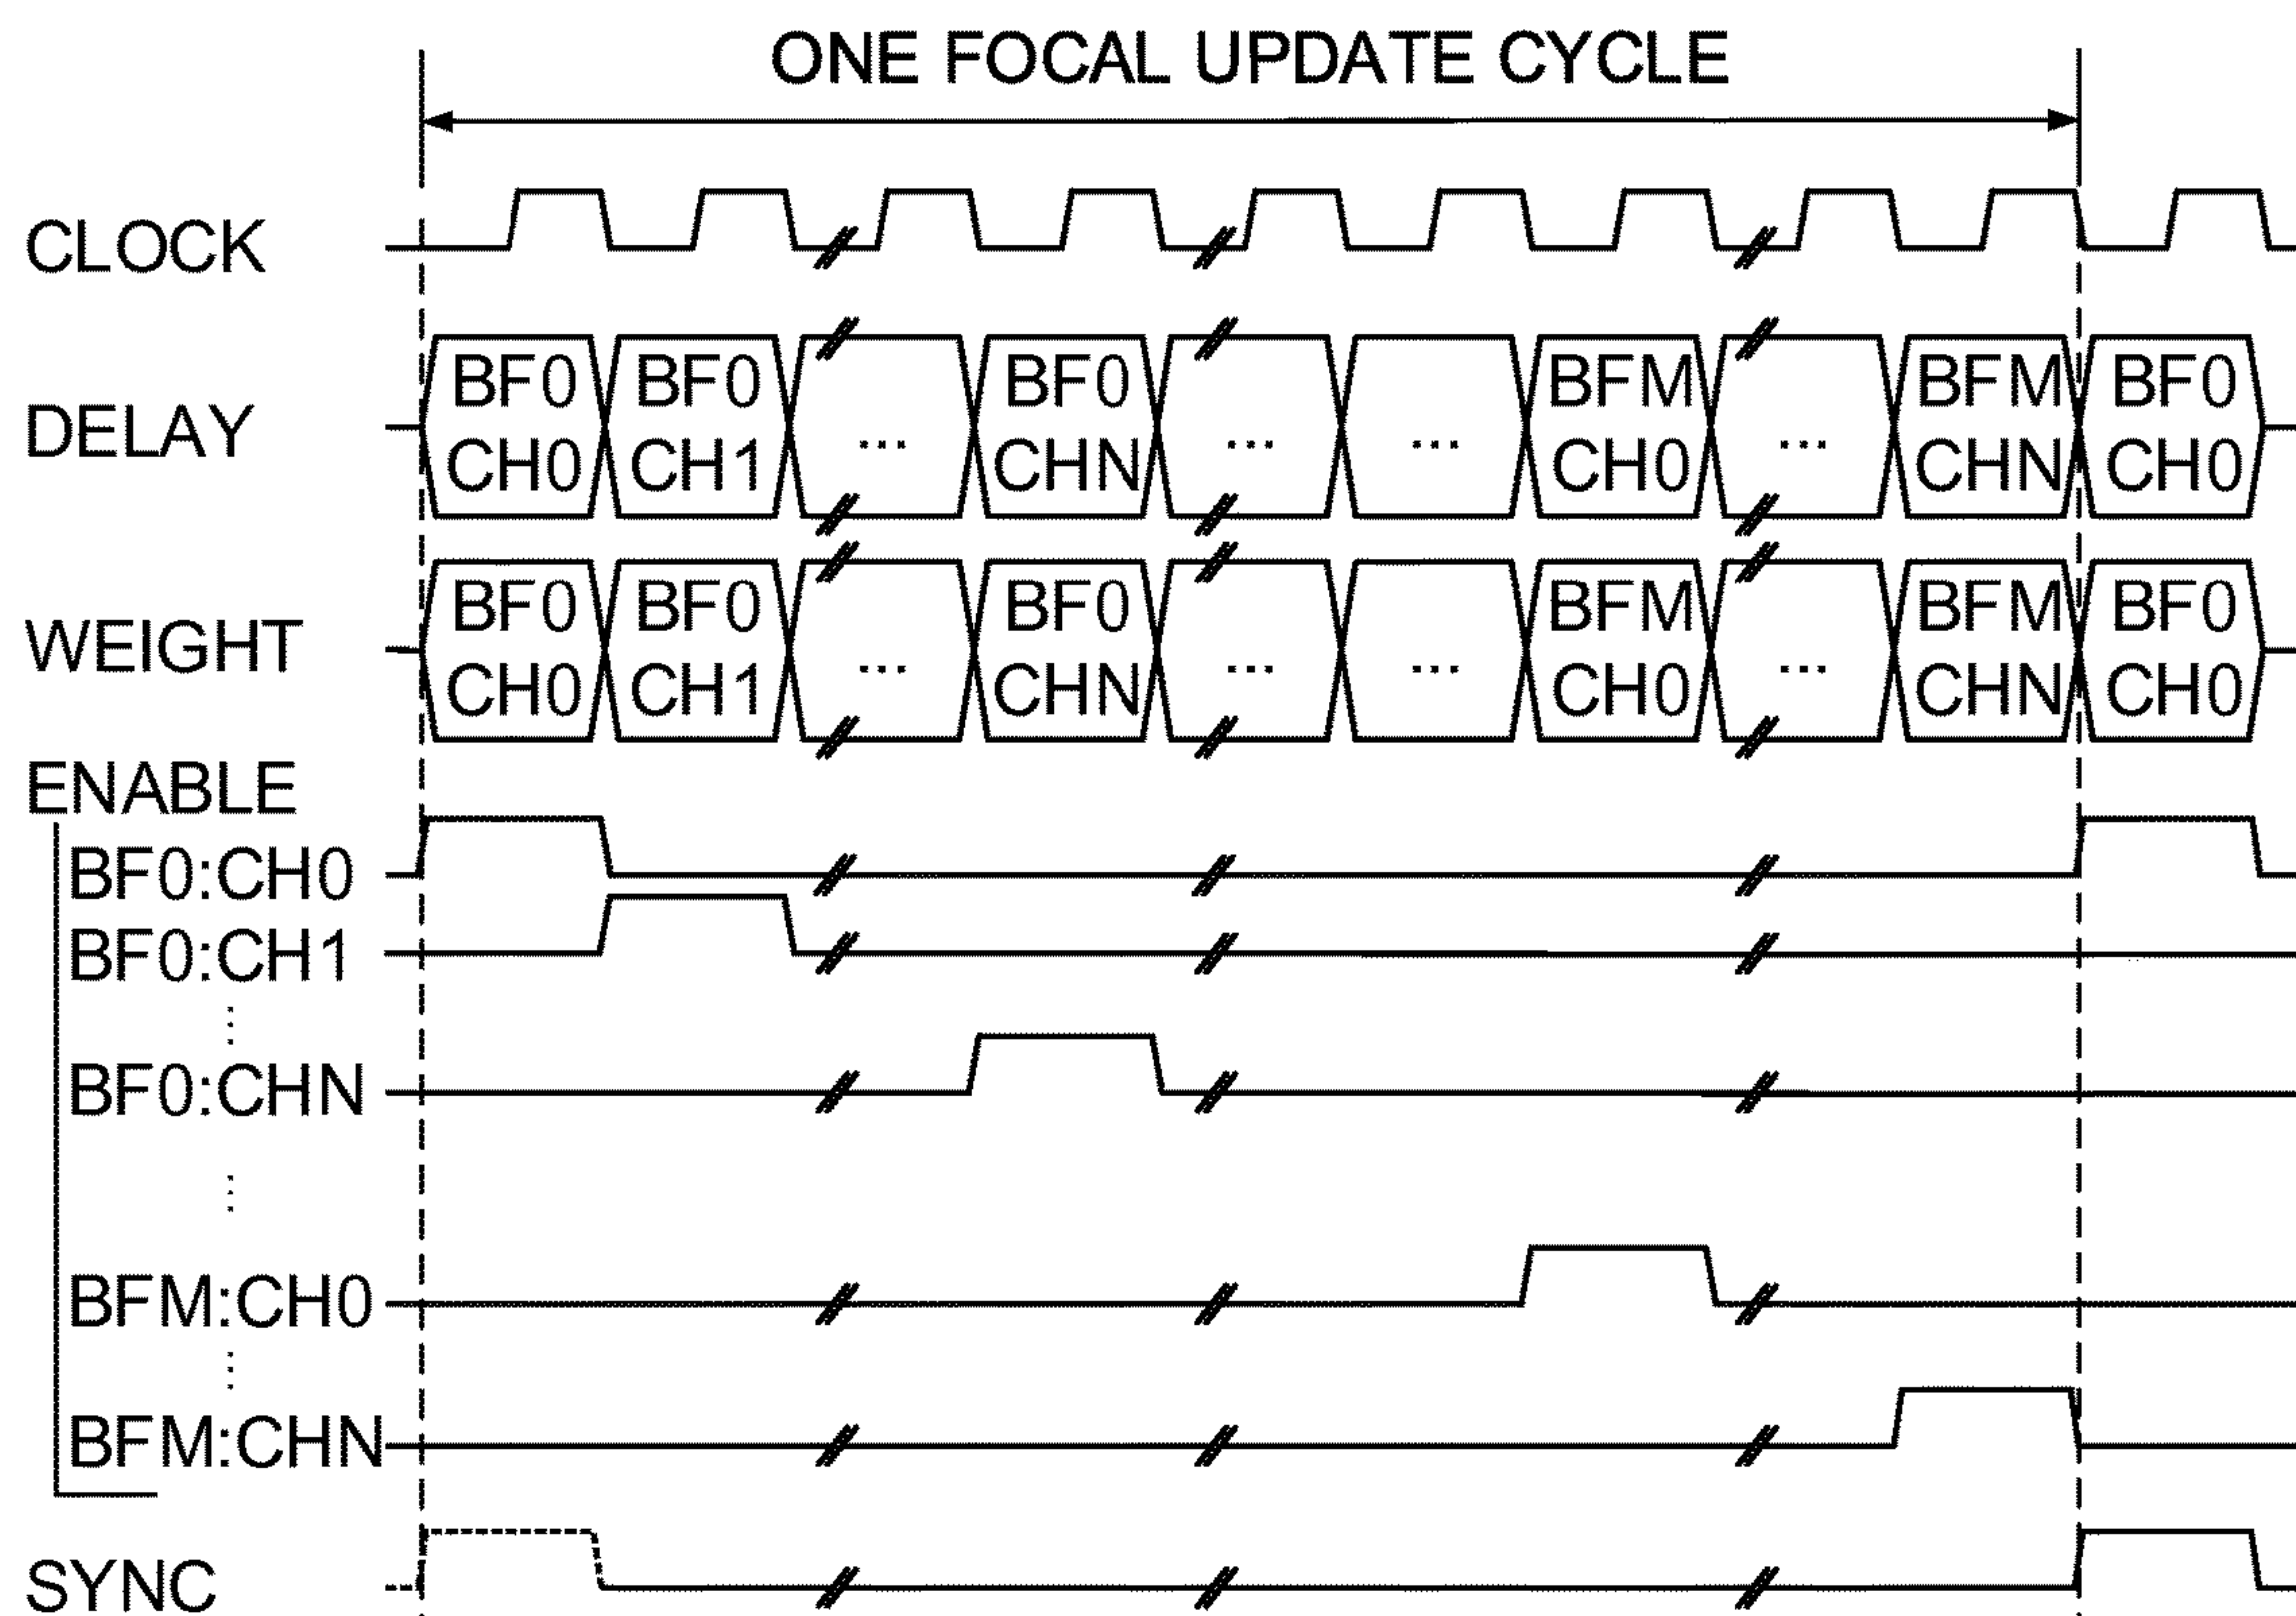 ONE FOCAL UPDATE CYCLE
CLOCK
DELAY
BF0 BF0 BF0 BFM BFM BF0
CH0 CH1 ... CHN ... ... CH0 ... CHN CH0
WEIGHT
BF0 BF0 BF0 BFM BFM BF0
CH0 CH1 ... CHN ... ... CH0 ... CHN CH0
ENABLE
BF0:CH0
BF0:CH1
...
BF0:CHN
...
BFM:CH0
...
BFM:CHN
SYNC